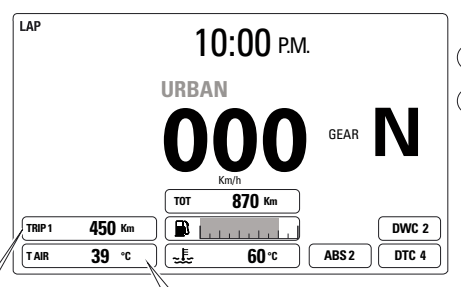 LAP
10:00 P.M.
URBAN
000 GEAR N
Km/h
TOT 870 Km
TRIP 1 450 Km
DWC 2
T AIR 39 °C
60 °C
ABS 2
DTC 4